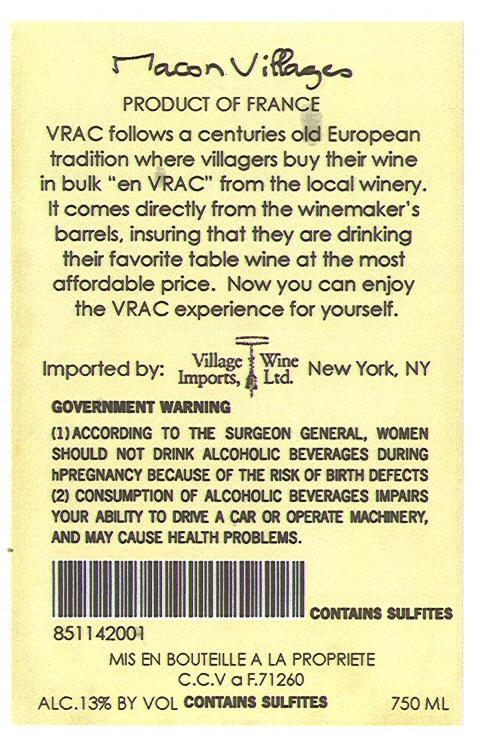 Macon Villages
PRODUCT OF FRANCE
VRAC follows a centuries old European
tradition where villagers buy their wine
in bulk "en VRAC" from the local winery.
It comes directly from the winemaker's
barrels, insuring that they are drinking
their favorite table wine at the most
affordable price. Now you can enjoy
the VRAC experience for yourself.
Imported by: Village Wine Imports, Ltd. New York, NY
GOVERNMENT WARNING
(1) ACCORDING TO THE SURGEON GENERAL, WOMEN
SHOULD NOT DRINK ALCOHOLIC BEVERAGES DURING
hPREGNANCY BECAUSE OF THE RISK OF BIRTH DEFECTS
(2) CONSUMPTION OF ALCOHOLIC BEVERAGES IMPAIRS
YOUR ABILITY TO DRIVE A CAR OR OPERATE MACHINERY,
AND MAY CAUSE HEALTH PROBLEMS.
CONTAINS SULFITES
851142001
MIS EN BOUTEILLE A LA PROPRIETE
C.C.V a F.71260
ALC.13% BY VOL CONTAINS SULFITES 750 ML